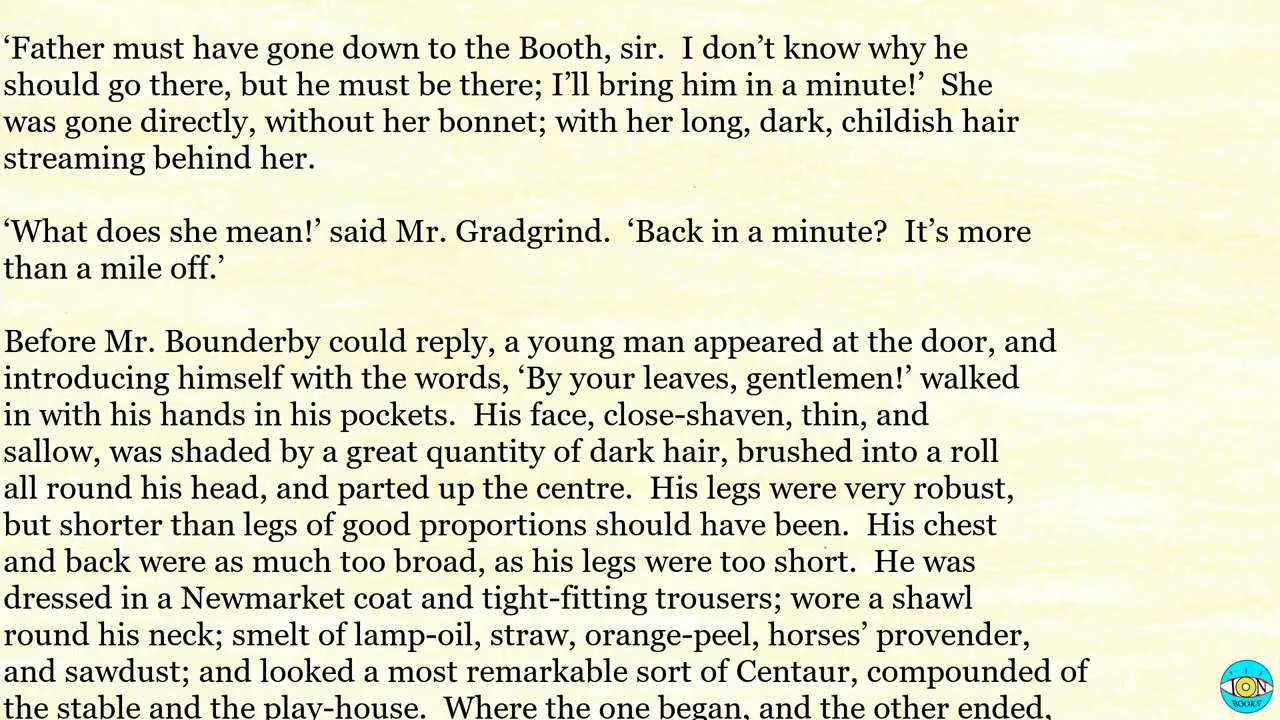 ‘Father must have gone down to the Booth, sir.  I don’t know why he
should go there, but he must be there; I’ll bring him in a minute!’  She
was gone directly, without her bonnet; with her long, dark, childish hair
streaming behind her.
‘What does she mean!’ said Mr. Gradgrind.  ‘Back in a minute?  It’s more
than a mile off.’
Before Mr. Bounderby could reply, a young man appeared at the door, and
introducing himself with the words, ‘By your leaves, gentlemen!’ walked
in with his hands in his pockets.  His face, close-shaven, thin, and
sallow, was shaded by a great quantity of dark hair, brushed into a roll
all round his head, and parted up the centre.  His legs were very robust,
but shorter than legs of good proportions should have been.  His chest
and back were as much too broad, as his legs were too short.  He was
dressed in a Newmarket coat and tight-fitting trousers; wore a shawl
round his neck; smelt of lamp-oil, straw, orange-peel, horses’ provender,
and sawdust; and looked a most remarkable sort of Centaur, compounded of
the stable and the play-house.  Where the one began, and the other ended,
ION
BOOKS